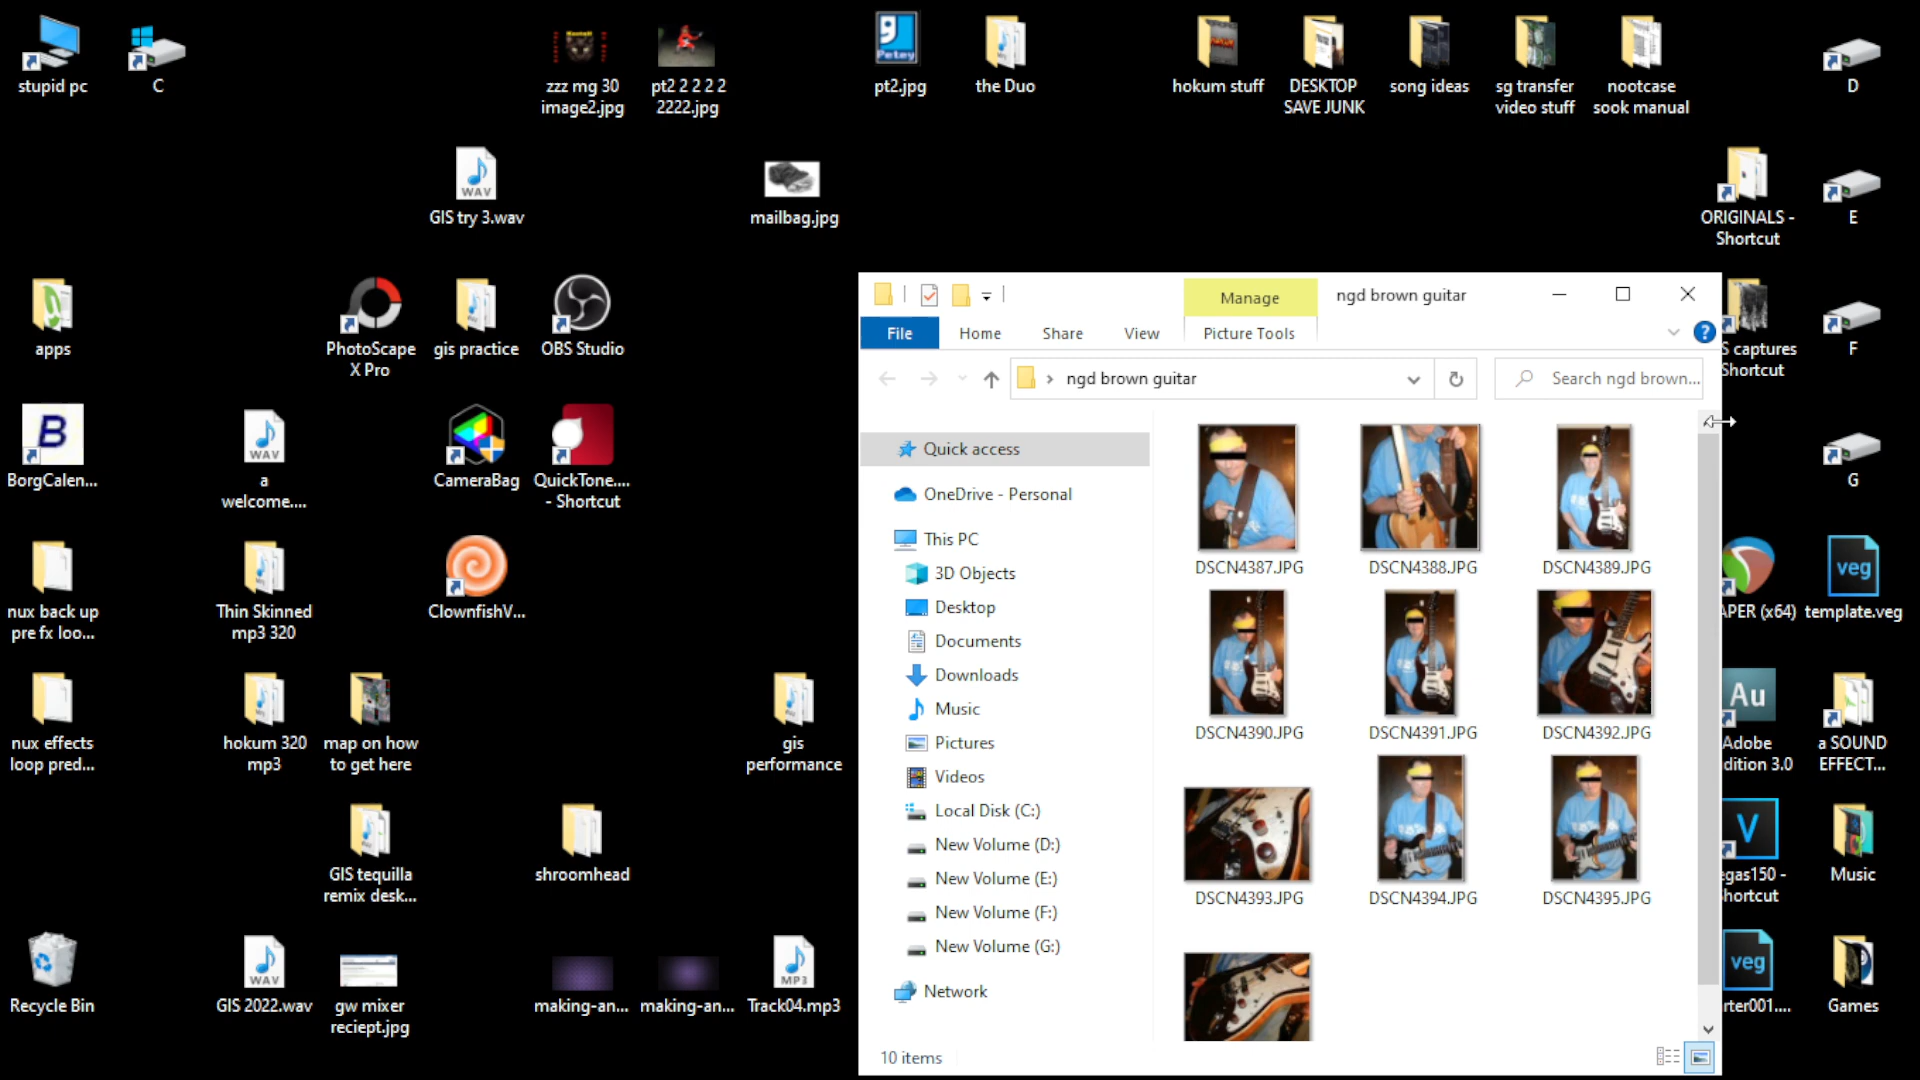 stupid pc
C
zzz mg 30
image2.jpg
pt2 2 2 2 2
2222.jpg
Petey
pt2.jpg
the Duo
hokum stuff
DESKTOP
SAVE JUNK
song ideas
sg transfer
video stuff
nootcase
sook manual
D
WAV
GIS try 3.wav
mailbag.jpg
ORIGINALS -
Shortcut
E
apps
PhotoScape
X Pro
gis practice
OBS Studio
S captures
Shortcut
F
Manage
ngd brown guitar
File
Home
Share
View
Picture Tools
?
ngd brown guitar
Search ngd brown...
B
BorgCalen...
WAV
a
welcome....
CameraBag
QuickTone....
- Shortcut
G
Quick access
OneDrive - Personal
This PC
3D Objects
Desktop
Documents
Downloads
Music
Pictures
Videos
Local Disk (C:)
New Volume (D:)
New Volume (E:)
New Volume (F:)
New Volume (G:)
Network
DSCN4387.JPG
DSCN4388.JPG
DSCN4389.JPG
DSCN4390.JPG
DSCN4391.JPG
DSCN4392.JPG
DSCN4393.JPG
DSCN4394.JPG
DSCN4395.JPG
10 items
nux back up
pre fx loo...
Thin Skinned
mp3 320
ClownfishV...
APER (x64)
veg
template.veg
nux effects
loop pred...
hokum 320
mp3
map on how
to get here
gis
performance
Au
Adobe
dition 3.0
a SOUND
EFFECT...
GIS tequilla
remix desk...
shroomhead
V
egas150 -
hortcut
Music
Recycle Bin
WAV
GIS 2022.wav
gw mixer
reciept.jpg
making-an...
making-an...
MP3
Track04.mp3
veg
rter001....
Games